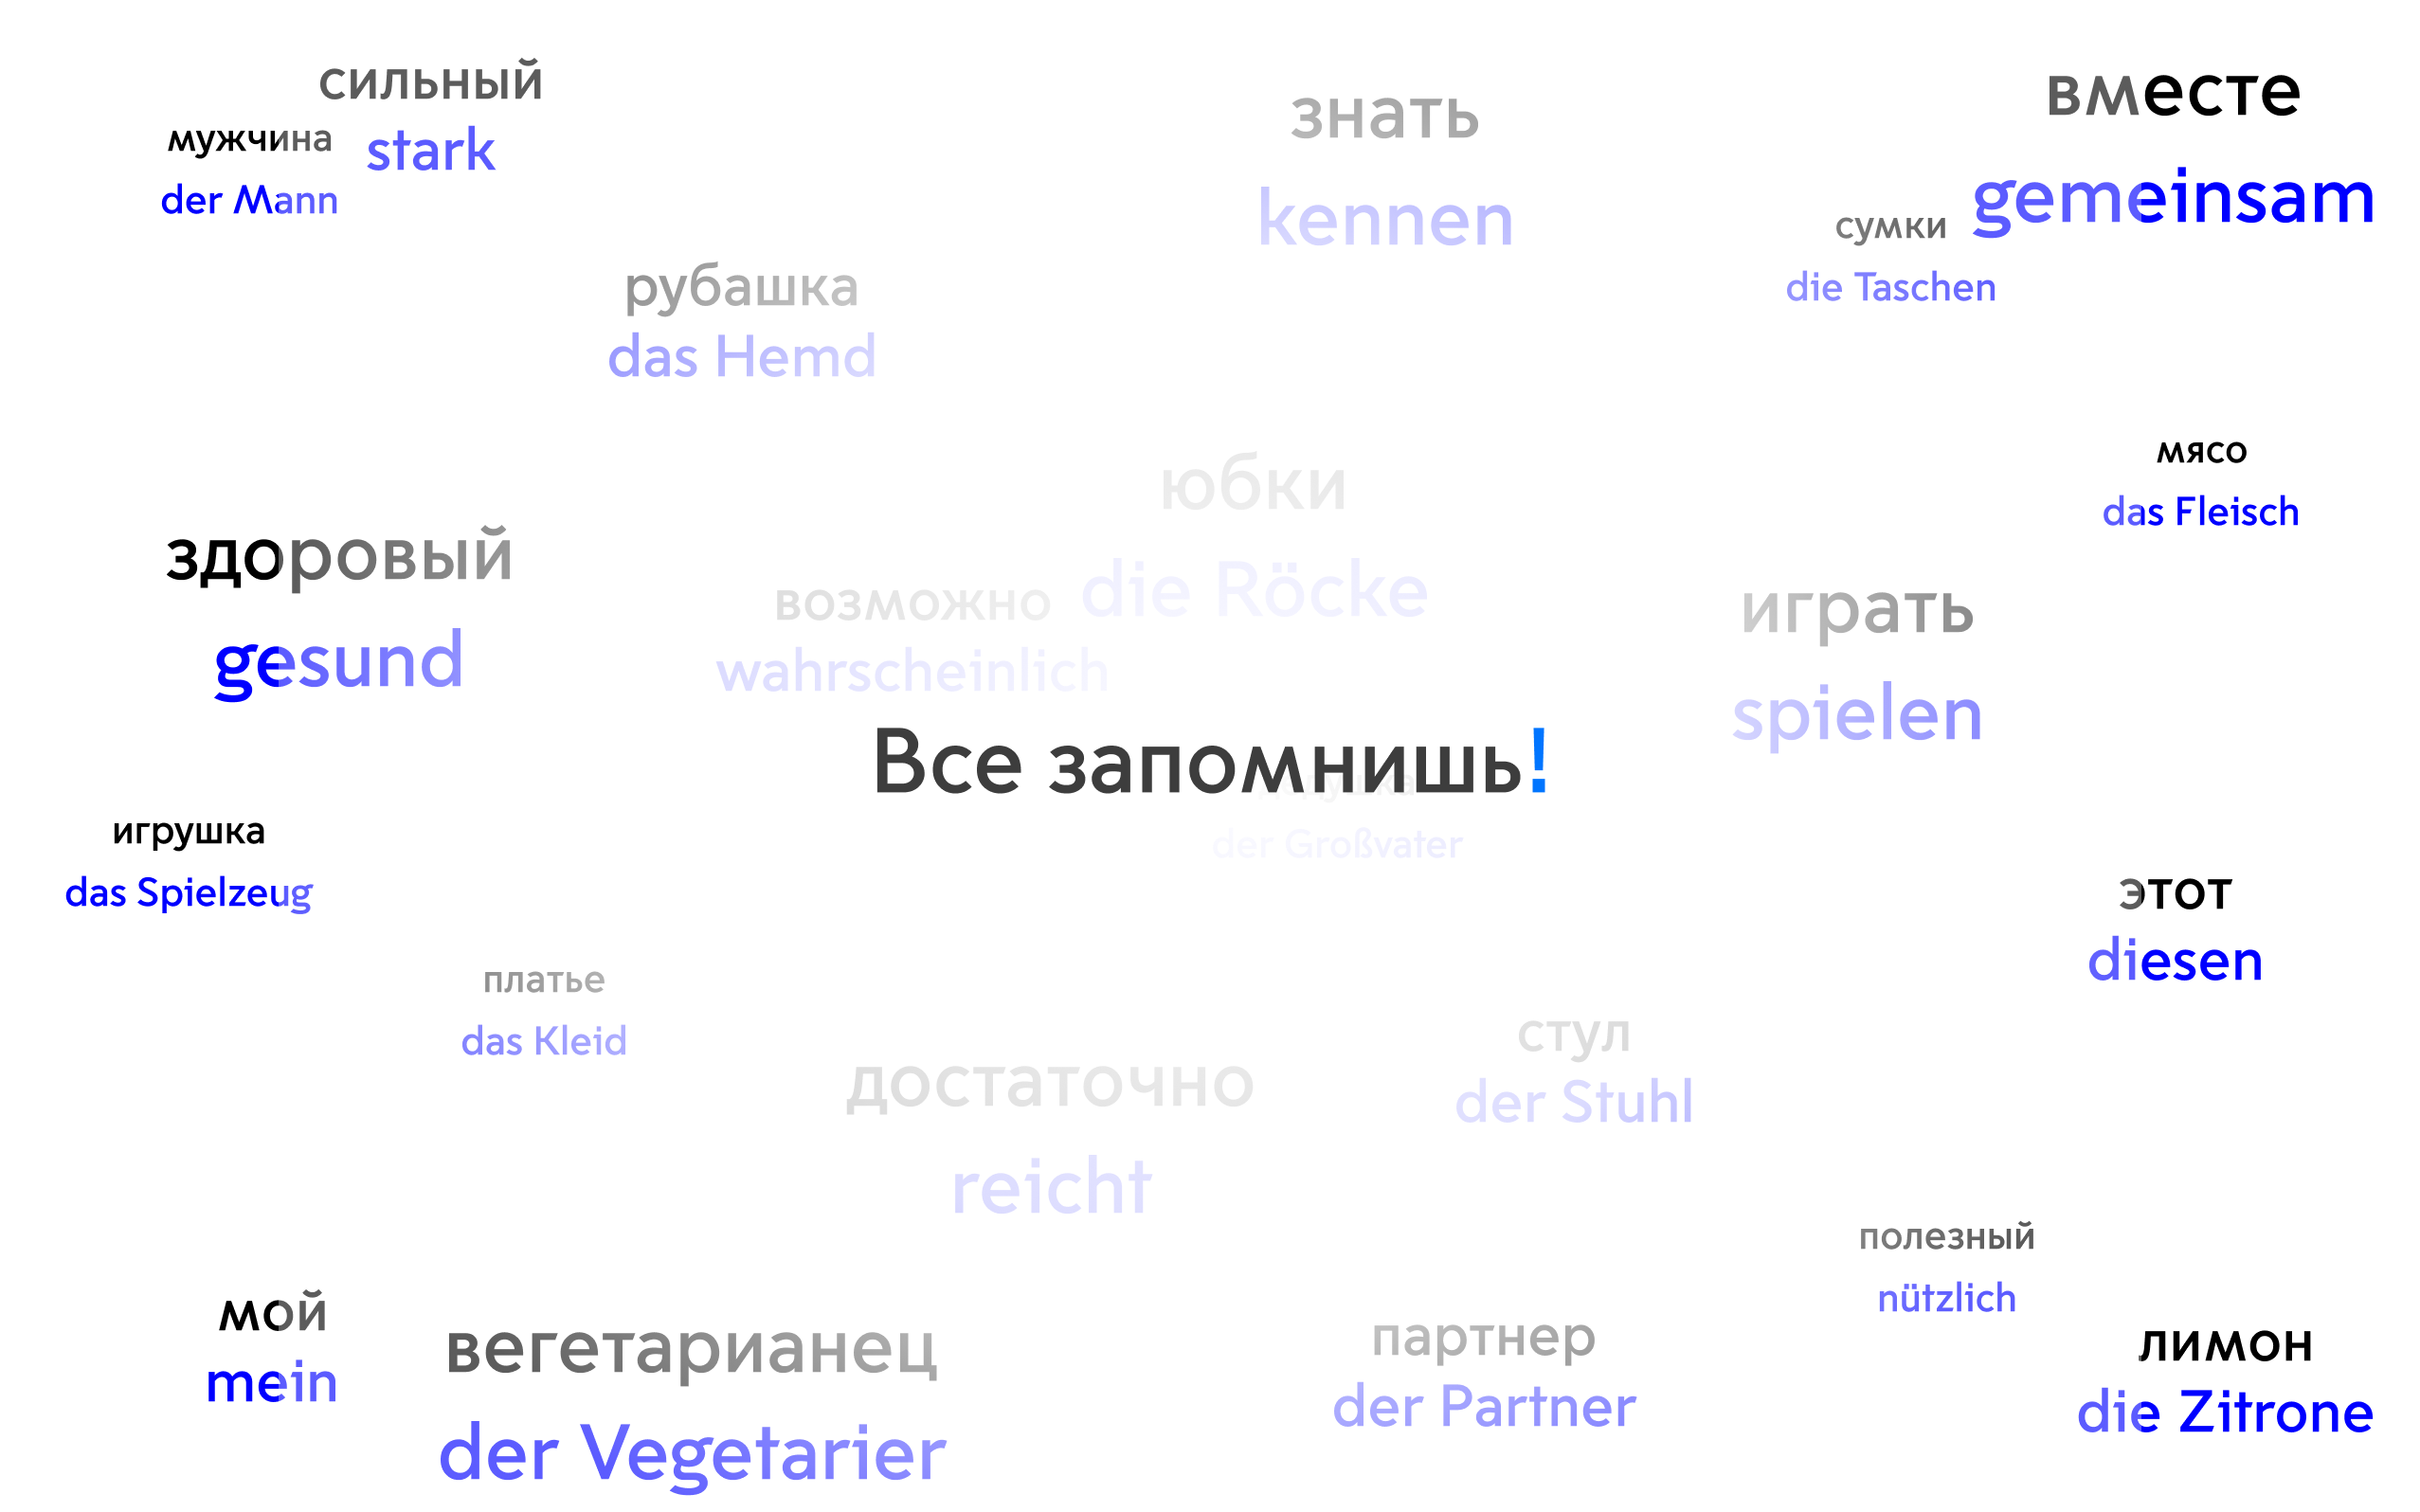 сильный
stark
мужчина
der Mann
знать
kennen
вместе
gemeinsam
сумки
die Taschen
рубашка
das Hemd
мясо
das Fleisch
юбки
die Röcke
здоровый
gesund
возможно
wahrscheinlich
играть
spielen
Все запомнишь!
der Großvater
игрушка
das Spielzeug
этот
diesen
платье
das Kleid
стул
der Stuhl
достаточно
reicht
полезный
nützlich
мой
mein
вегетарианец
der Vegetarier
партнер
der Partner
лимон
die Zitrone